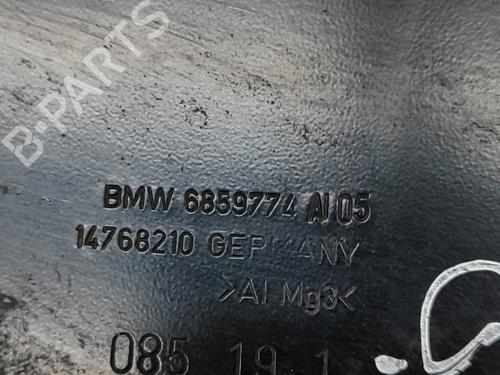 B-PARTS
BMW 6859774 AI 05
14768210 GERMANY
>Al Mg3<
085 19 1